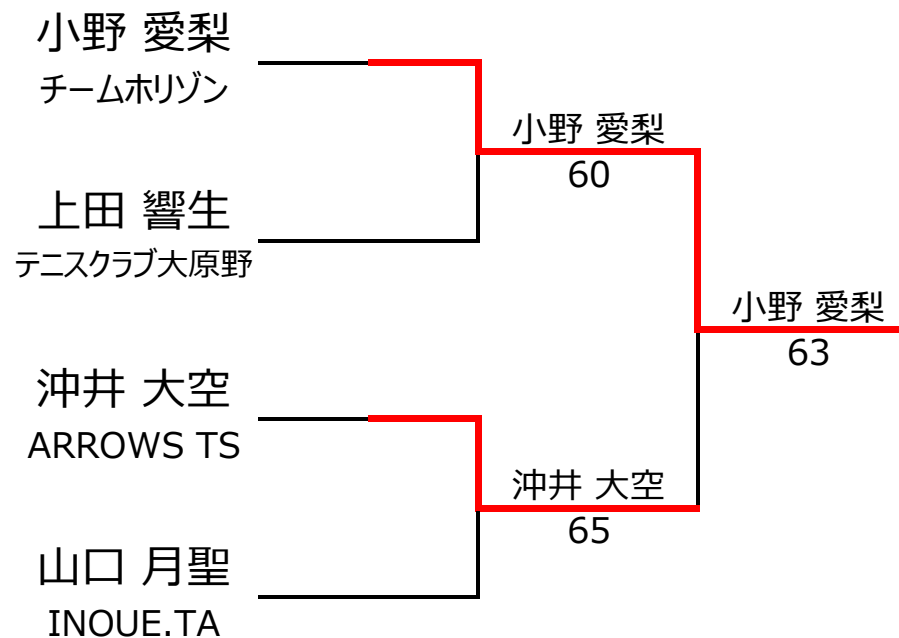 小野 愛梨
チームホリゾン
上田 響生
テニスクラブ大原野
沖井 大空
ARROWS TS
山口 月聖
INOUE.TA
小野 愛梨
60
沖井 大空
65
小野 愛梨
63